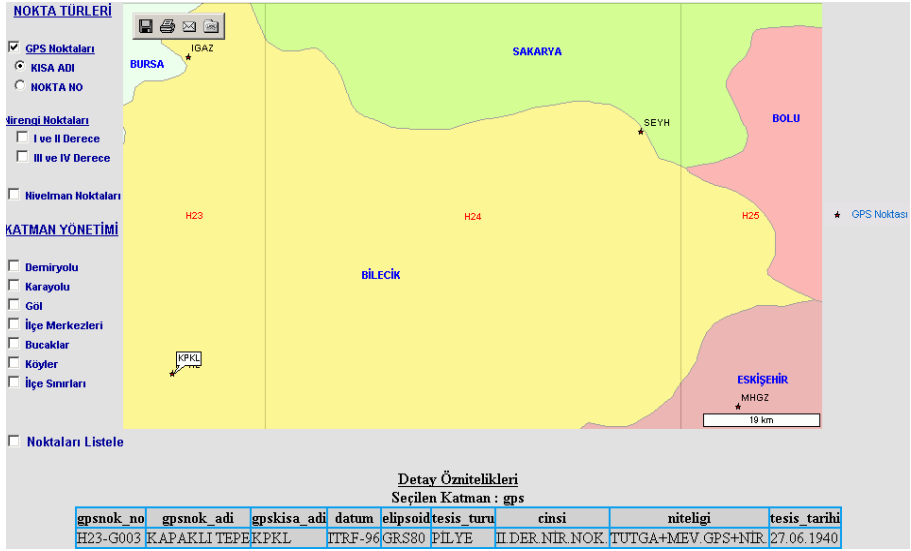 NOKTA TÜRLERİ
GPS Noktaları
KISA ADI
NOKTA NO
Nirengi Noktaları
I ve II Derece
III ve IV Derece
Nivelman Noktaları
KATMAN YÖNETİMİ
Demiryolu
Karayolu
Göl
İlçe Merkezleri
Bucaklar
Köyler
İlçe Sınırları
Noktaları Listele
IGAZ
BURSA
SAKARYA
SEYH
BOLU
H23
H24
H25
BİLECİK
KPKL
ESKİŞEHİR
MHGZ
19 km
GPS Noktası
Detay Öznitelikleri
Seçilen Katman : gps
gpsnok_no gpsnok_adi gpskisa_adi datum elipsoid tesis_turu cinsi niteligi tesis_tarihi
H23-G003 KAPAKLI TEPE KPKL ITRF-96 GRS80 PİLYE II.DER.NİR.NOK. TUTGA+MEV.GPS+NİR. 27.06.1940